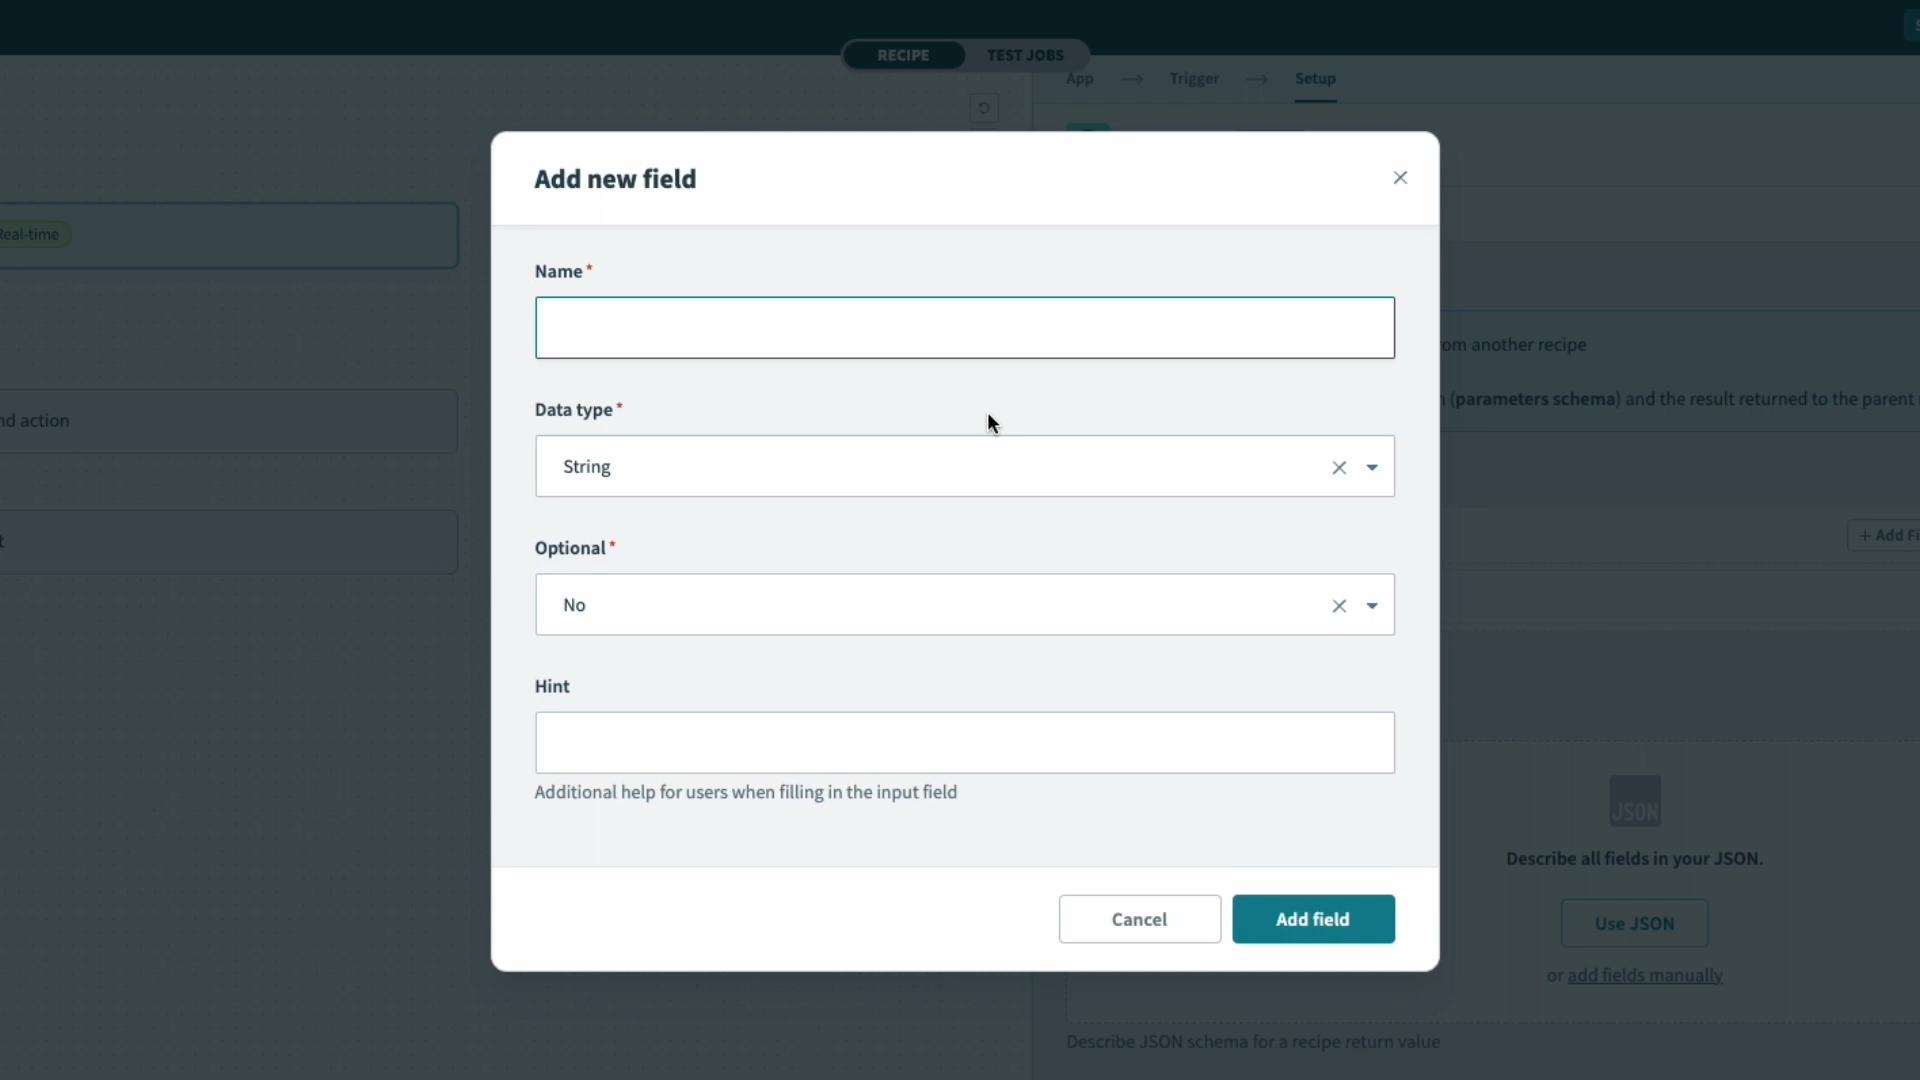 RECIPE
TEST JOBS
App
Trigger
Setup
Real-time
Add new field
Name*
Data type*
String
Optional*
No
Hint
Additional help for users when filling in the input field
Cancel
Add field
action
from another recipe
(parameters schema) and the result returned to the parent
+ Add
JSON
Describe all fields in your JSON.
Use JSON
or add fields manually
Describe JSON schema for a recipe return value